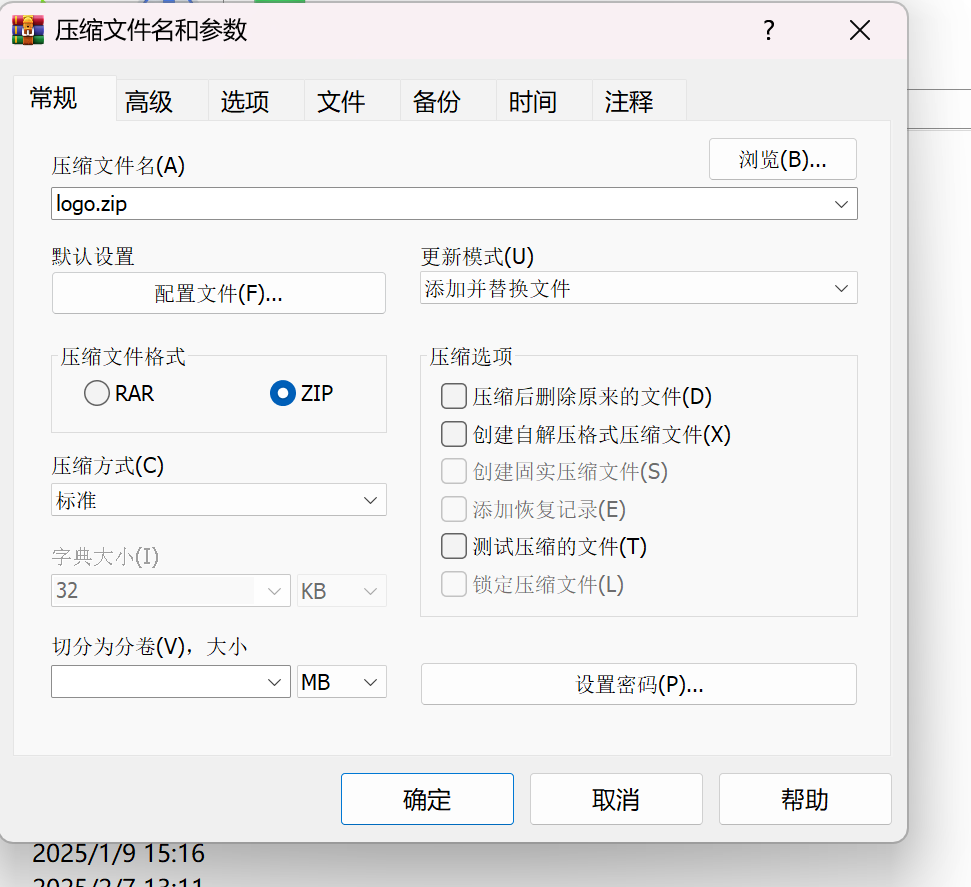 压缩文件名和参数 ?
常规 高级 选项 文件 备份 时间 注释
压缩文件名(A)
浏览(B)...
logo.zip
默认设置
配置文件(F)...
更新模式(U)
添加并替换文件
压缩文件格式
RAR ZIP
压缩方式(C)
标准
字典大小(I)
32 KB
切分为分卷(V)，大小
MB
压缩选项
压缩后删除原来的文件(D)
创建自解压格式压缩文件(X)
创建固实压缩文件(S)
添加恢复记录(E)
测试压缩的文件(T)
锁定压缩文件(L)
设置密码(P)...
确定 取消 帮助
2025/1/9 15:16
2025/2/7 13:11